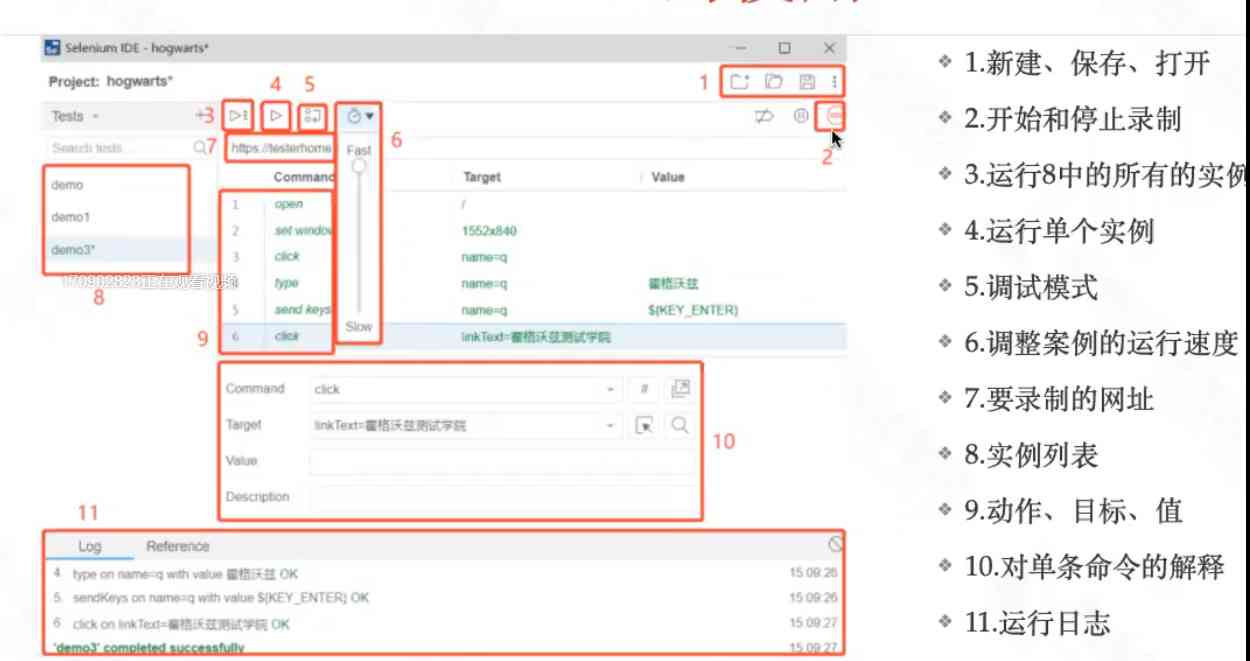 Selenium IDE - hogwarts*
Project: hogwarts*
1
4
5
Tests
3
6
2
Search tests
7
https://testerhome
Fast
Slow
Command
Target
Value
demo
demo1
demo3*
正在观看视频
8
1 open /
2 set window 1552x840
3 click name=q
4 type name=q 霍格沃兹
5 send keys name=q ${KEY_ENTER}
6 click linkText=霍格沃兹测试学院
9
Command click
//
Target linkText=霍格沃兹测试学院
Value
Description
10
11
Log Reference
4. type on name=q with value 霍格沃兹 OK 15:09:26
5. sendKeys on name=q with value ${KEY_ENTER} OK 15:09:26
6. click on linkText=霍格沃兹测试学院 OK 15:09:27
'demo3' completed successfully 15:09:27
❖ 1.新建、保存、打开
❖ 2.开始和停止录制
❖ 3.运行8中的所有的实例
❖ 4.运行单个实例
❖ 5.调试模式
❖ 6.调整案例的运行速度
❖ 7.要录制的网址
❖ 8.实例列表
❖ 9.动作、目标、值
❖ 10.对单条命令的解释
❖ 11.运行日志